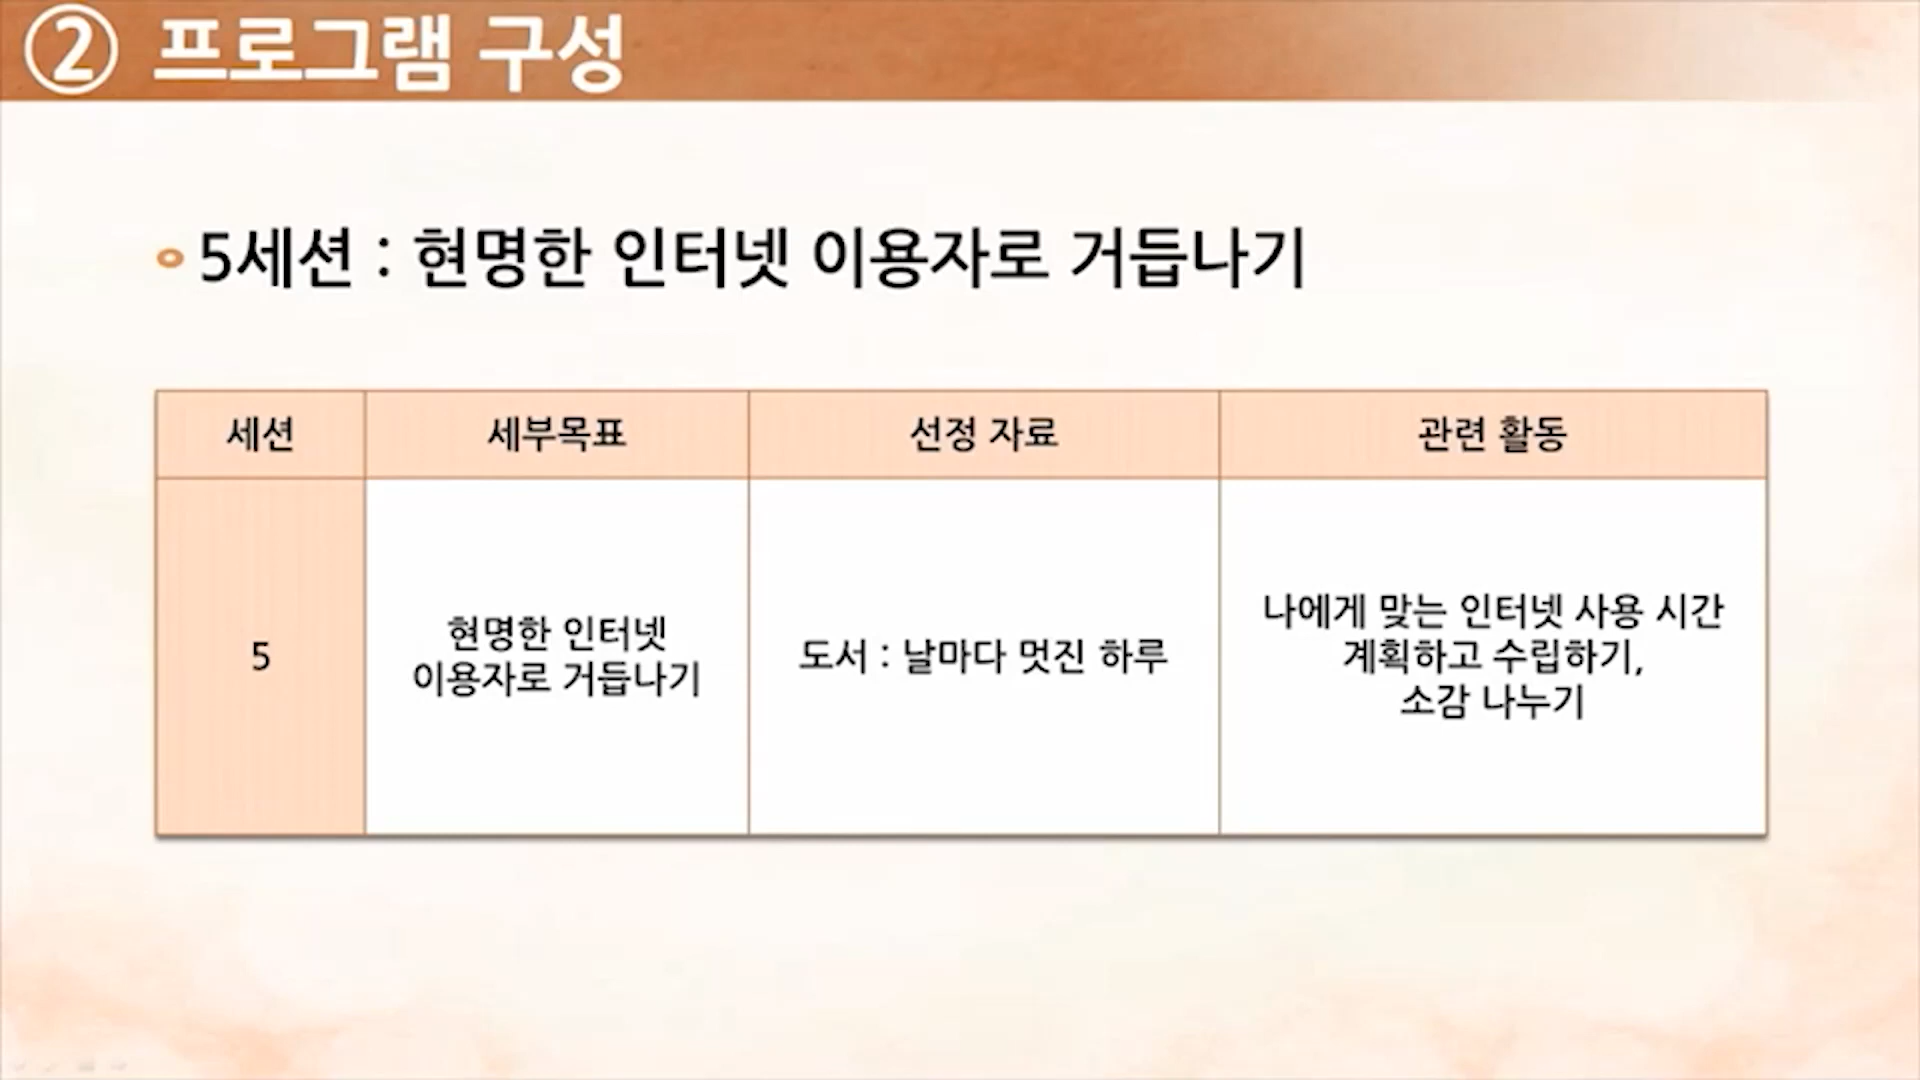 ② 프로그램 구성
5세션 : 현명한 인터넷 이용자로 거듭나기
세션 세부목표 선정 자료 관련 활동
5
현명한 인터넷
이용자로 거듭나기
도서 : 날마다 멋진 하루
나에게 맞는 인터넷 사용 시간
계획하고 수립하기,
소감 나누기